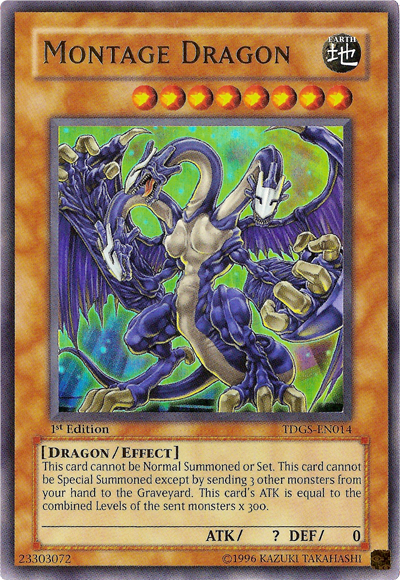 MONTAGE DRAGON
EARTH
地
1st Edition
TDGS-EN014
[DRAGON/EFFECT]
This card cannot be Normal Summoned or Set. This card cannot
be Special Summoned except by sending 3 other monsters from
your hand to the Graveyard. This card's ATK is equal to the
combined Levels of the sent monsters x 300.
ATK/ ? DEF/ 0
23303072
©1996 KAZUKI TAKAHASHI